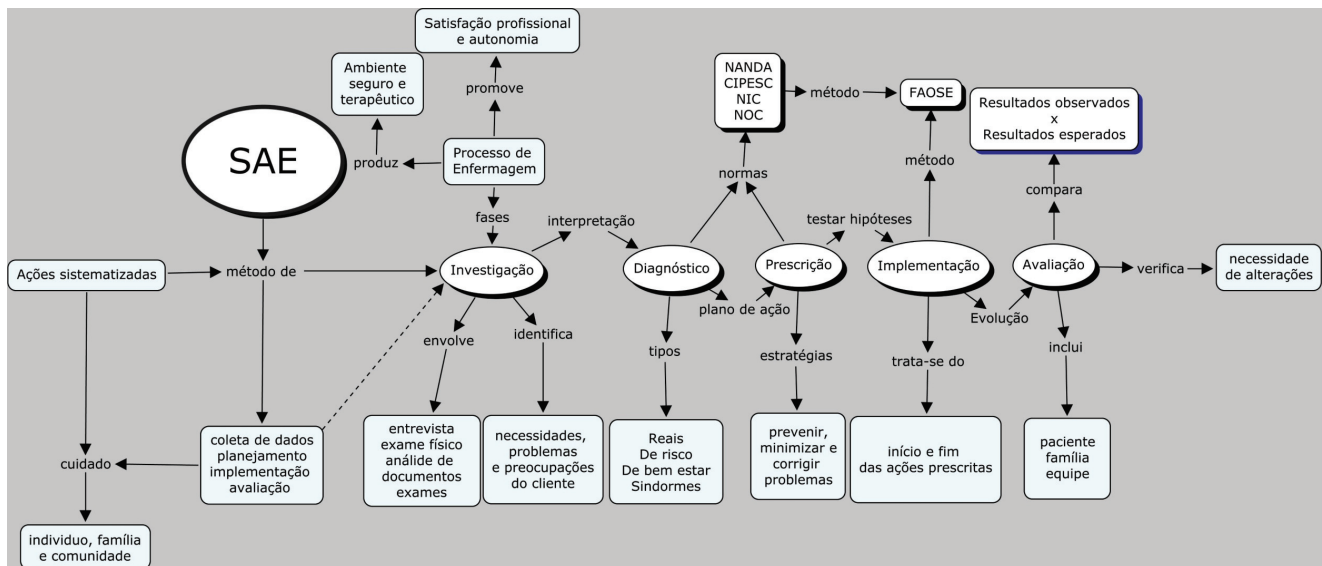 Satisfação profissional
e autonomia
Ambiente
seguro e
terapêutico
promove
NANDA
CIPESC
NIC
NOC
método
FAOSE
Resultados observados
x
Resultados esperados
SAE
produz
Processo de
Enfermagem
normas
método
compara
fases
interpretação
testar hipóteses
Ações sistematizadas
método de
Investigação
Diagnóstico
Prescrição
Implementação
Avaliação
verifica
necessidade
de alterações
plano de ação
Evolução
envolve
identifica
tipos
estratégias
trata-se do
inclui
cuidado
coleta de dados
planejamento
implementação
avaliação
entrevista
exame físico
análide de
documentos
exames
necessidades,
problemas
e preocupações
do cliente
Reais
De risco
De bem estar
Sindormes
prevenir,
minimizar e
corrigir
problemas
início e fim
das ações prescritas
paciente
família
equipe
individuo, família
e comunidade